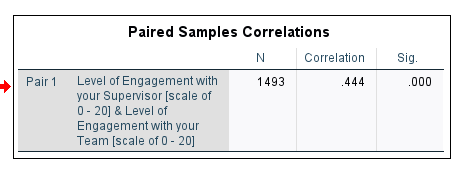 Paired Samples Correlations
N Correlation Sig.
Pair 1 Level of Engagement with 1493 .444 .000
your Supervisor [scale of
0 - 20] & Level of
Engagement with your
Team [scale of 0 - 20]